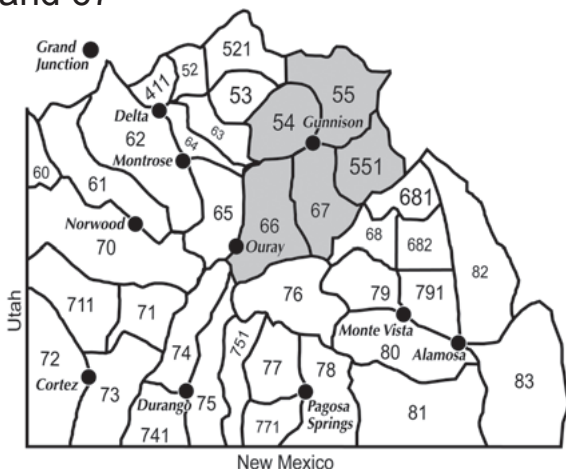 and 67
Grand
Junction
521
52
411
53
55
Delta
54
Gunnison
62
63
64
Montrose
551
60
61
681
65
66
67
Norwood
68
682
70
Ouray
82
76
79
791
711
71
Monte Vista
Utah
751
72
74
77
78
80
Alamosa
Cortez
73
83
Durango
75
Pagosa
Springs
81
741
771
New Mexico